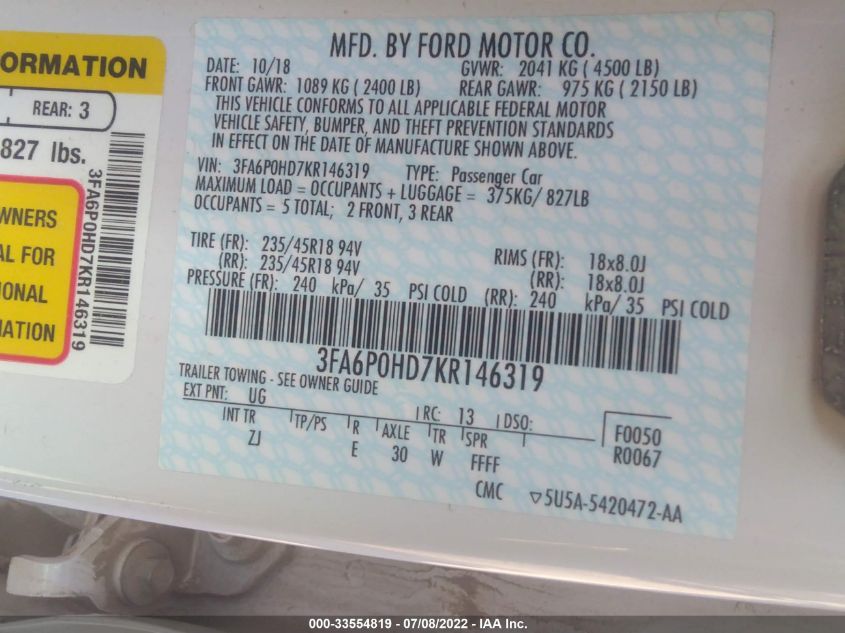 ORMATION
REAR: 3
827 lbs.
3FA6P0HD7KR146319
WNERS
AL FOR
IONAL
MATION
MFD. BY FORD MOTOR CO.
DATE: 10/18 GVWR: 2041 KG ( 4500 LB)
FRONT GAWR: 1089 KG ( 2400 LB) REAR GAWR: 975 KG ( 2150 LB)
THIS VEHICLE CONFORMS TO ALL APPLICABLE FEDERAL MOTOR
VEHICLE SAFETY, BUMPER, AND THEFT PREVENTION STANDARDS
IN EFFECT ON THE DATE OF MANUFACTURE SHOWN ABOVE.
VIN: 3FA6P0HD7KR146319 TYPE: Passenger Car
MAXIMUM LOAD = OCCUPANTS + LUGGAGE = 375KG/ 827LB
OCCUPANTS = 5 TOTAL; 2 FRONT, 3 REAR
TIRE (FR): 235/45R18 94V RIMS (FR): 18x8.0J
(RR): 235/45R18 94V (RR): 18x8.0J
PRESSURE (FR): 240 kPa/ 35 PSI COLD (RR): 240 kPa/ 35 PSI COLD
3FA6P0HD7KR146319
TRAILER TOWING - SEE OWNER GUIDE
EXT PNT: UG RC: 13 DSO:
INT TR TP/PS R AXLE TR SPR F0050
ZJ E 30 W FFFF R0067
CMC ▽5U5A-5420472-AA
000-33554819 - 07/08/2022 - IAA Inc.